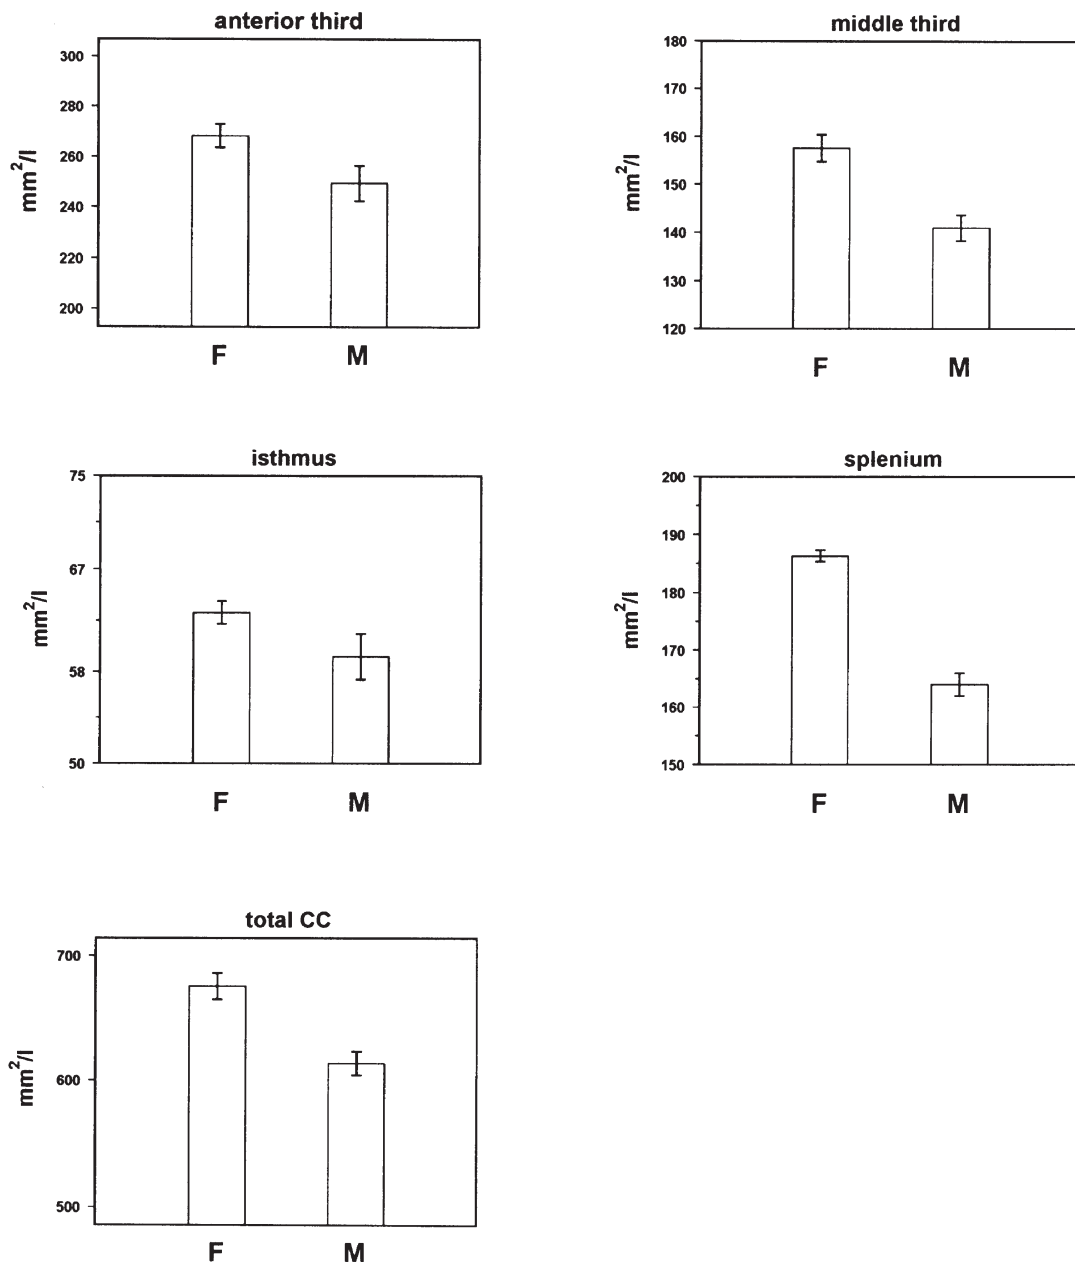 anterior third
300
280
260
240
220
200
mm²/l
F M
middle third
180
170
160
150
140
130
120
mm²/l
F M
isthmus
75
67
58
50
mm²/l
F M
splenium
200
190
180
170
160
150
mm²/l
F M
total CC
700
600
500
mm²/l
F M